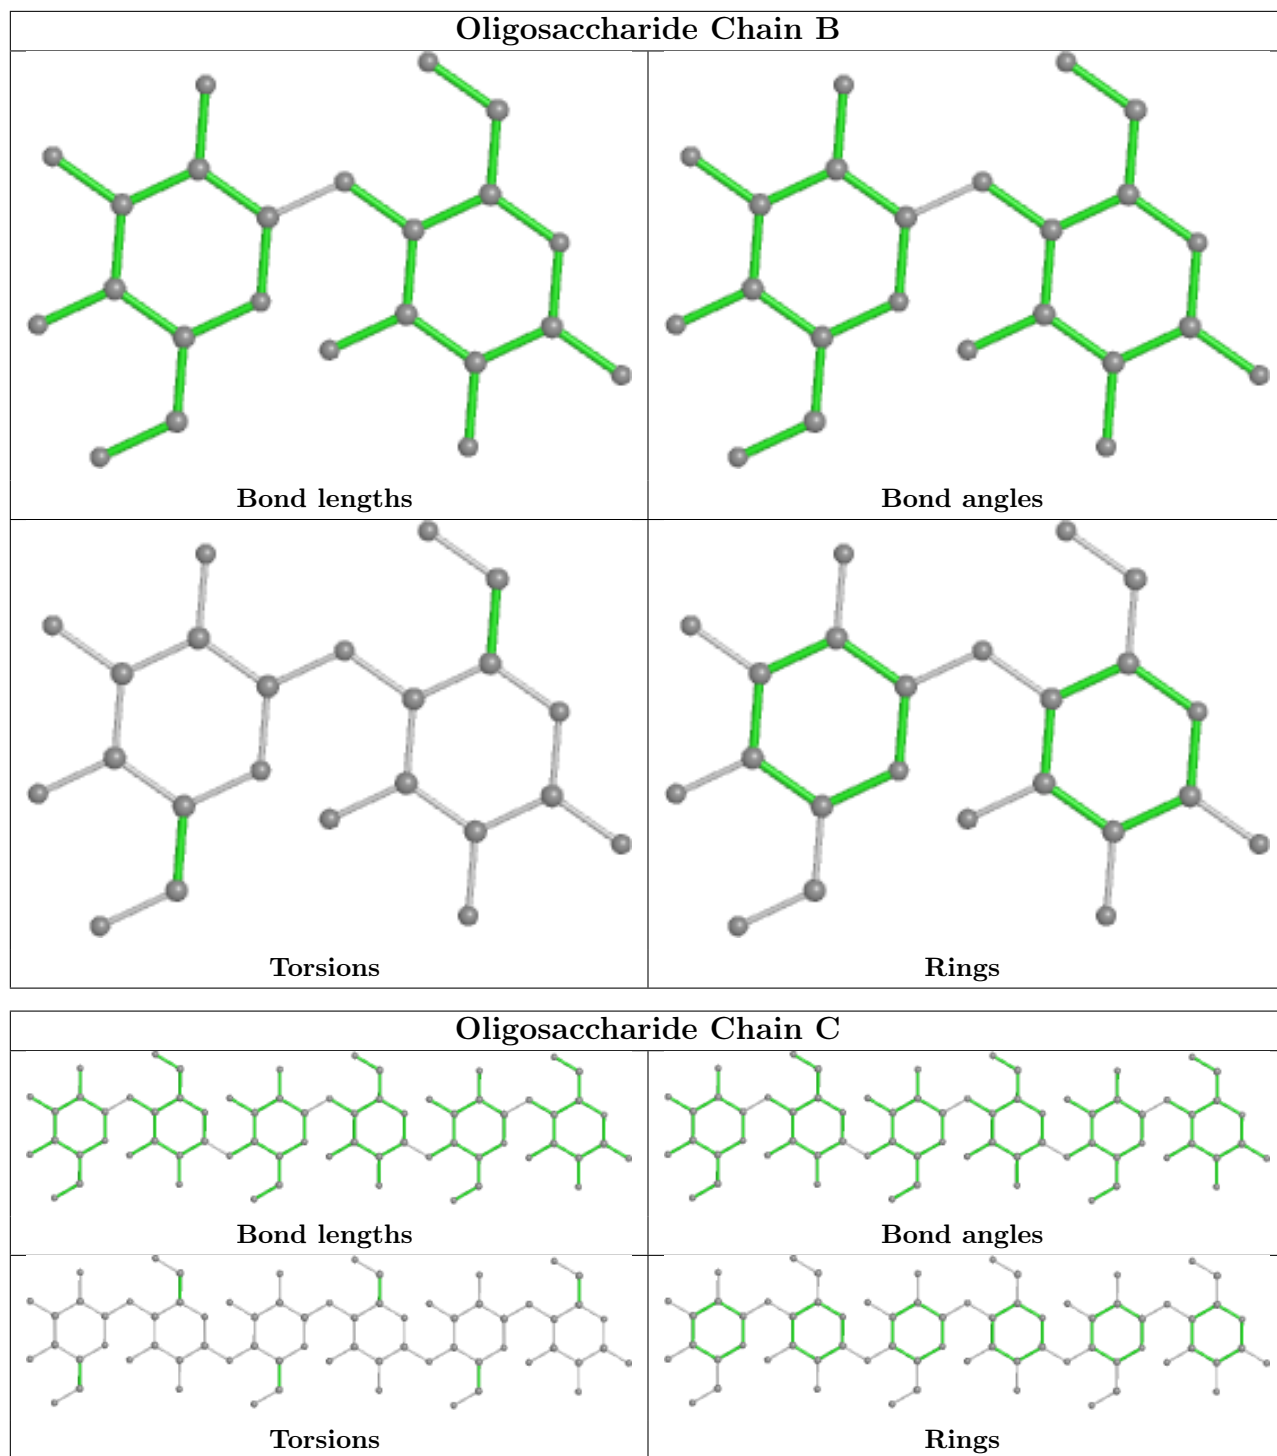 Oligosaccharide Chain B
Bond lengths
Bond angles
Torsions
Rings
Oligosaccharide Chain C
Bond lengths
Bond angles
Torsions
Rings